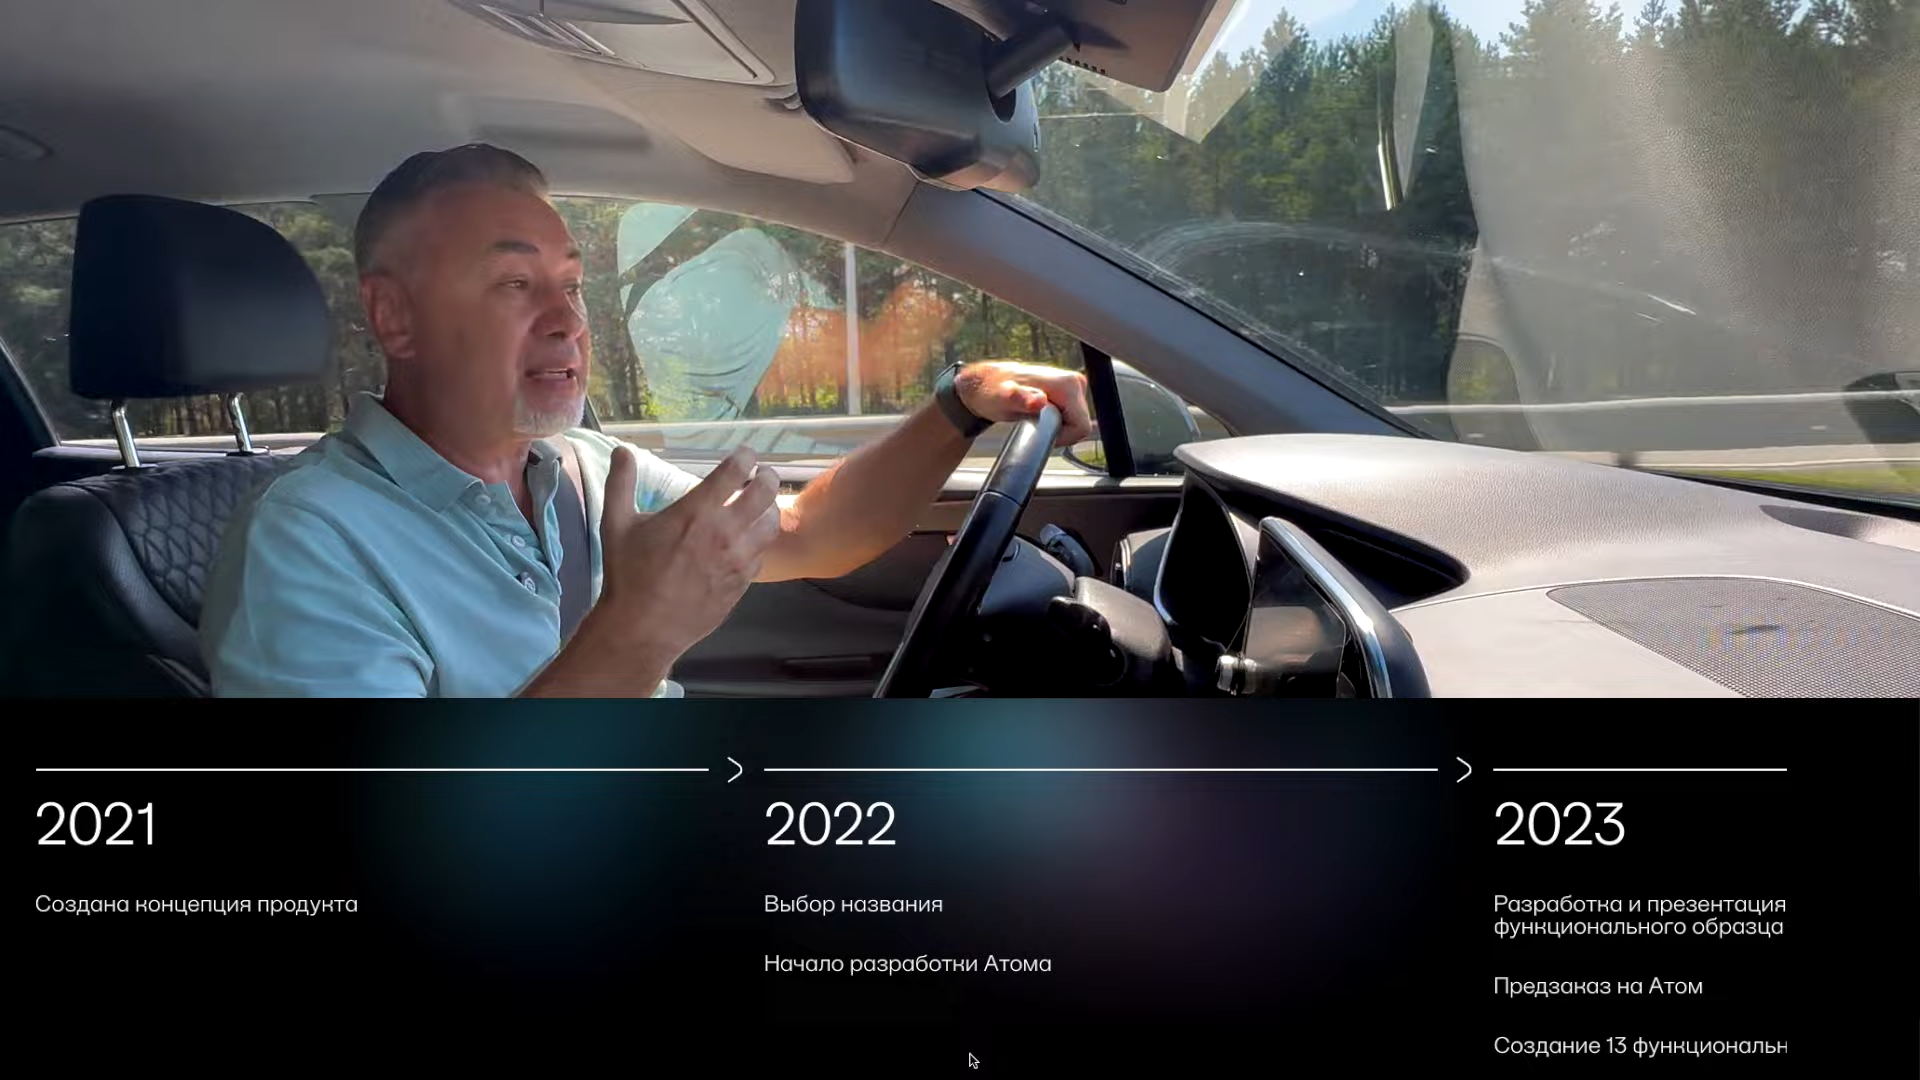 2021
Создана концепция продукта
2022
Выбор названия
Начало разработки Атома
2023
Разработка и презентация
функционального образца
Предзаказ на Атом
Создание 13 функциональн